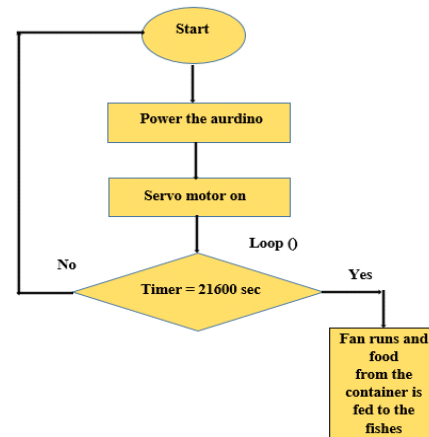 Start
Power the aurdino
Servo motor on
Loop ()
No
Timer = 21600 sec
Yes
Fan runs and
food
from the
container is
fed to the
fishes